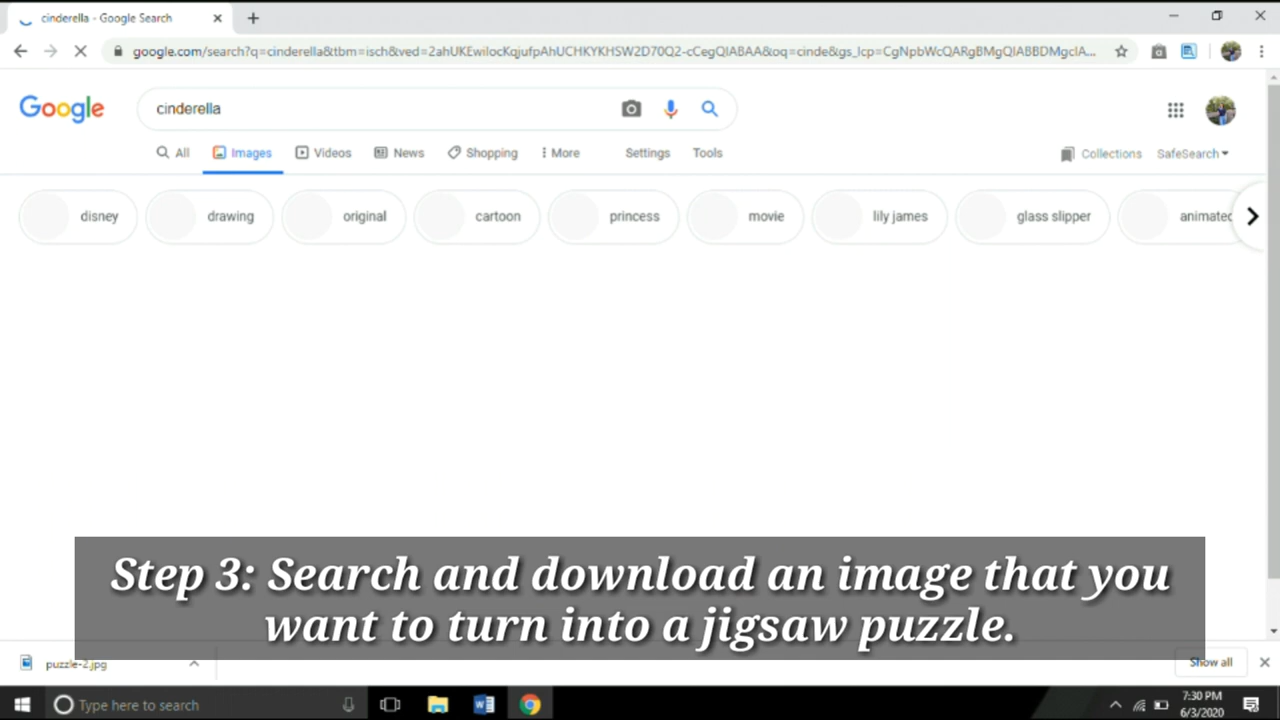 cinderella - Google Search
google.com/search?q=cinderella&tbm=isch&ved=2ahUKEwilocKqjufpAhUCHKYKHSW2D70Q2-cCegQIABAA&oq=cinde&gs_lcp=CgNpbWcQARgBMgQIABBDMgcIA...
Google
cinderella
All Images Videos News Shopping More Settings Tools Collections SafeSearch
disney drawing original cartoon princess movie lily james glass slipper animated
Step 3: Search and download an image that you
want to turn into a jigsaw puzzle.
puzzle-2.jpg Show all
Type here to search
7:30 PM
6/3/2020